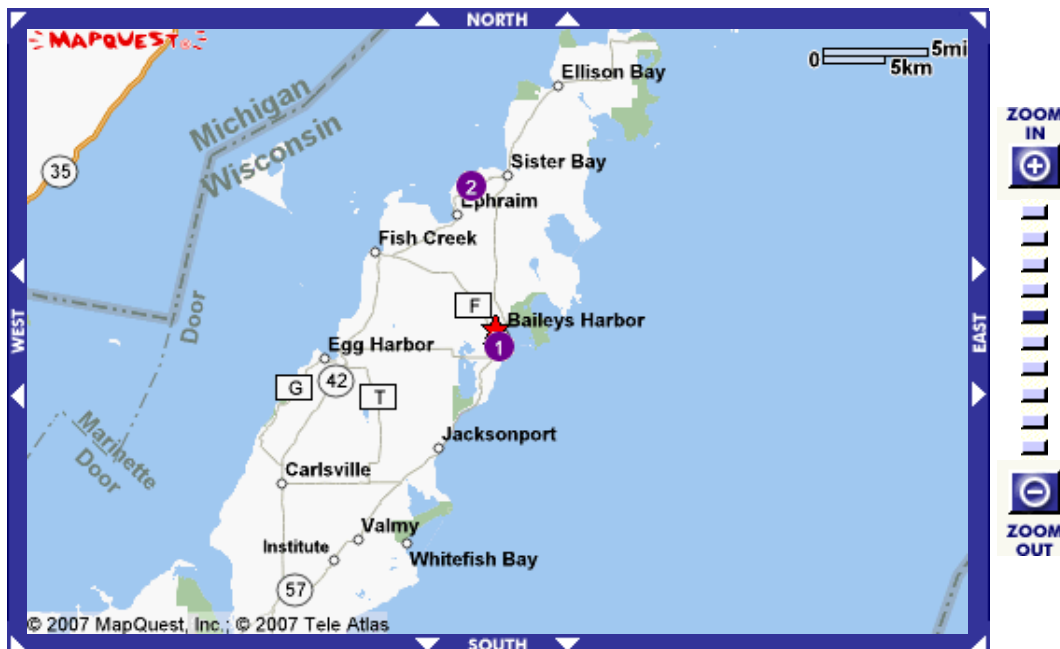 NORTH
MAPQUEST
0 5mi
5km
Ellison Bay
ZOOM
IN
Michigan
Wisconsin
35
Sister Bay
2
Ephraim
Fish Creek
F
Baileys Harbor
1
Door
WEST
EAST
Egg Harbor
G
42
T
Marinette
Door
Jacksonport
Carlsville
Valmy
Institute
Whitefish Bay
ZOOM
OUT
57
© 2007 MapQuest, Inc.; © 2007 Tele Atlas
SOUTH